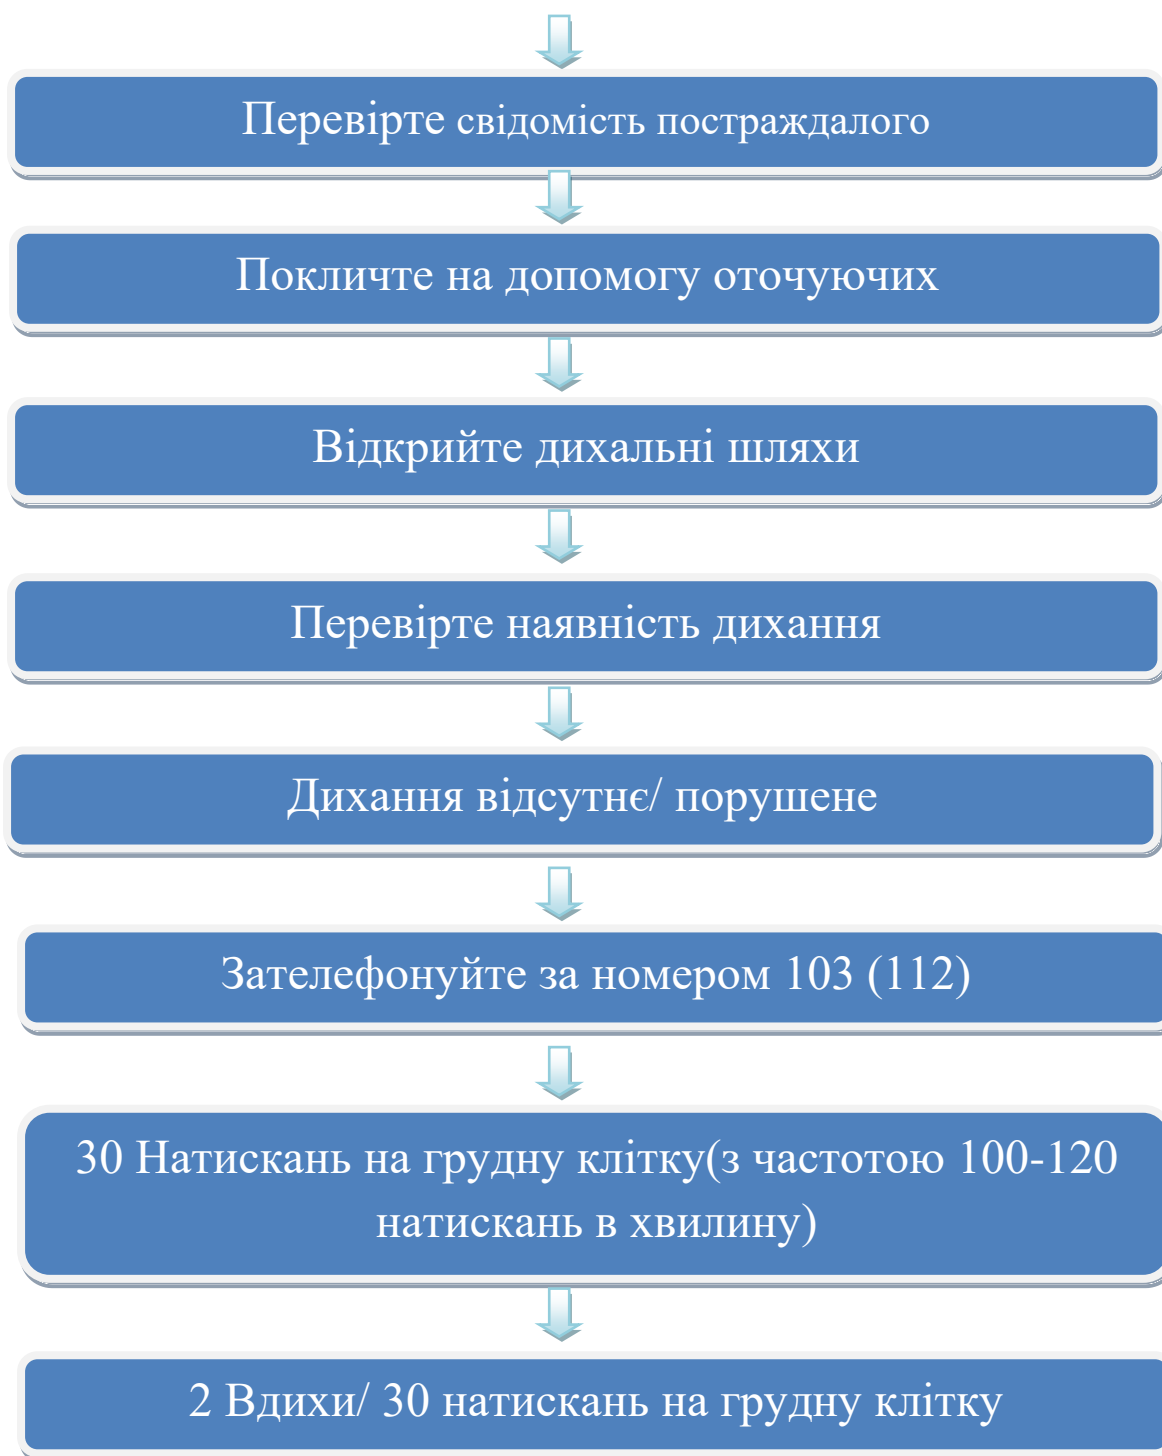 Перевірте свідомість постраждалого
Покличте на допомогу оточуючих
Відкрийте дихальні шляхи
Перевірте наявність дихання
Дихання відсутнє/ порушене
Зателефонуйте за номером 103 (112)
30 Натискань на грудну клітку(з частотою 100-120
натискань в хвилину)
2 Вдихи/ 30 натискань на грудну клітку